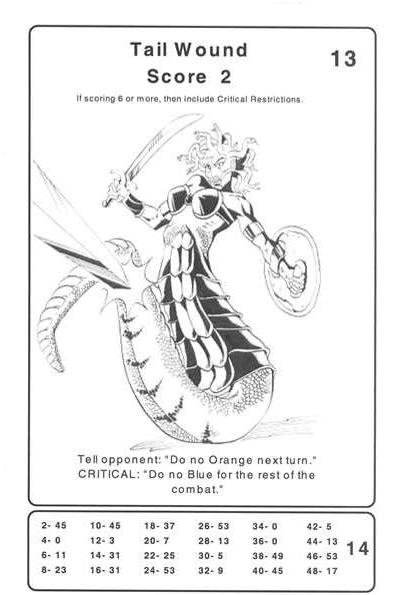 Tail Wound
13
Score 2
If scoring 6 or more, then include Critical Restrictions.
Tell opponent: "Do no Orange next turn."
CRITICAL: "Do no Blue for the rest of the
combat."
2- 45 10- 45 18- 37 26- 53 34- 0 42- 5
4- 0 12- 3 20- 7 28- 13 36- 0 44- 13
14
6- 11 14- 31 22- 25 30- 5 38- 49 46- 53
8- 23 16- 31 24- 53 32- 9 40- 45 48- 17